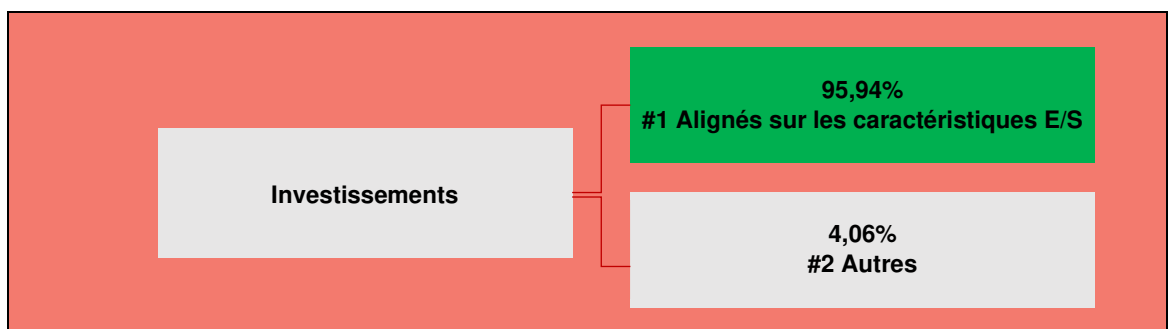 95,94%
#1 Alignés sur les caractéristiques E/S
Investissements
4,06%
#2 Autres